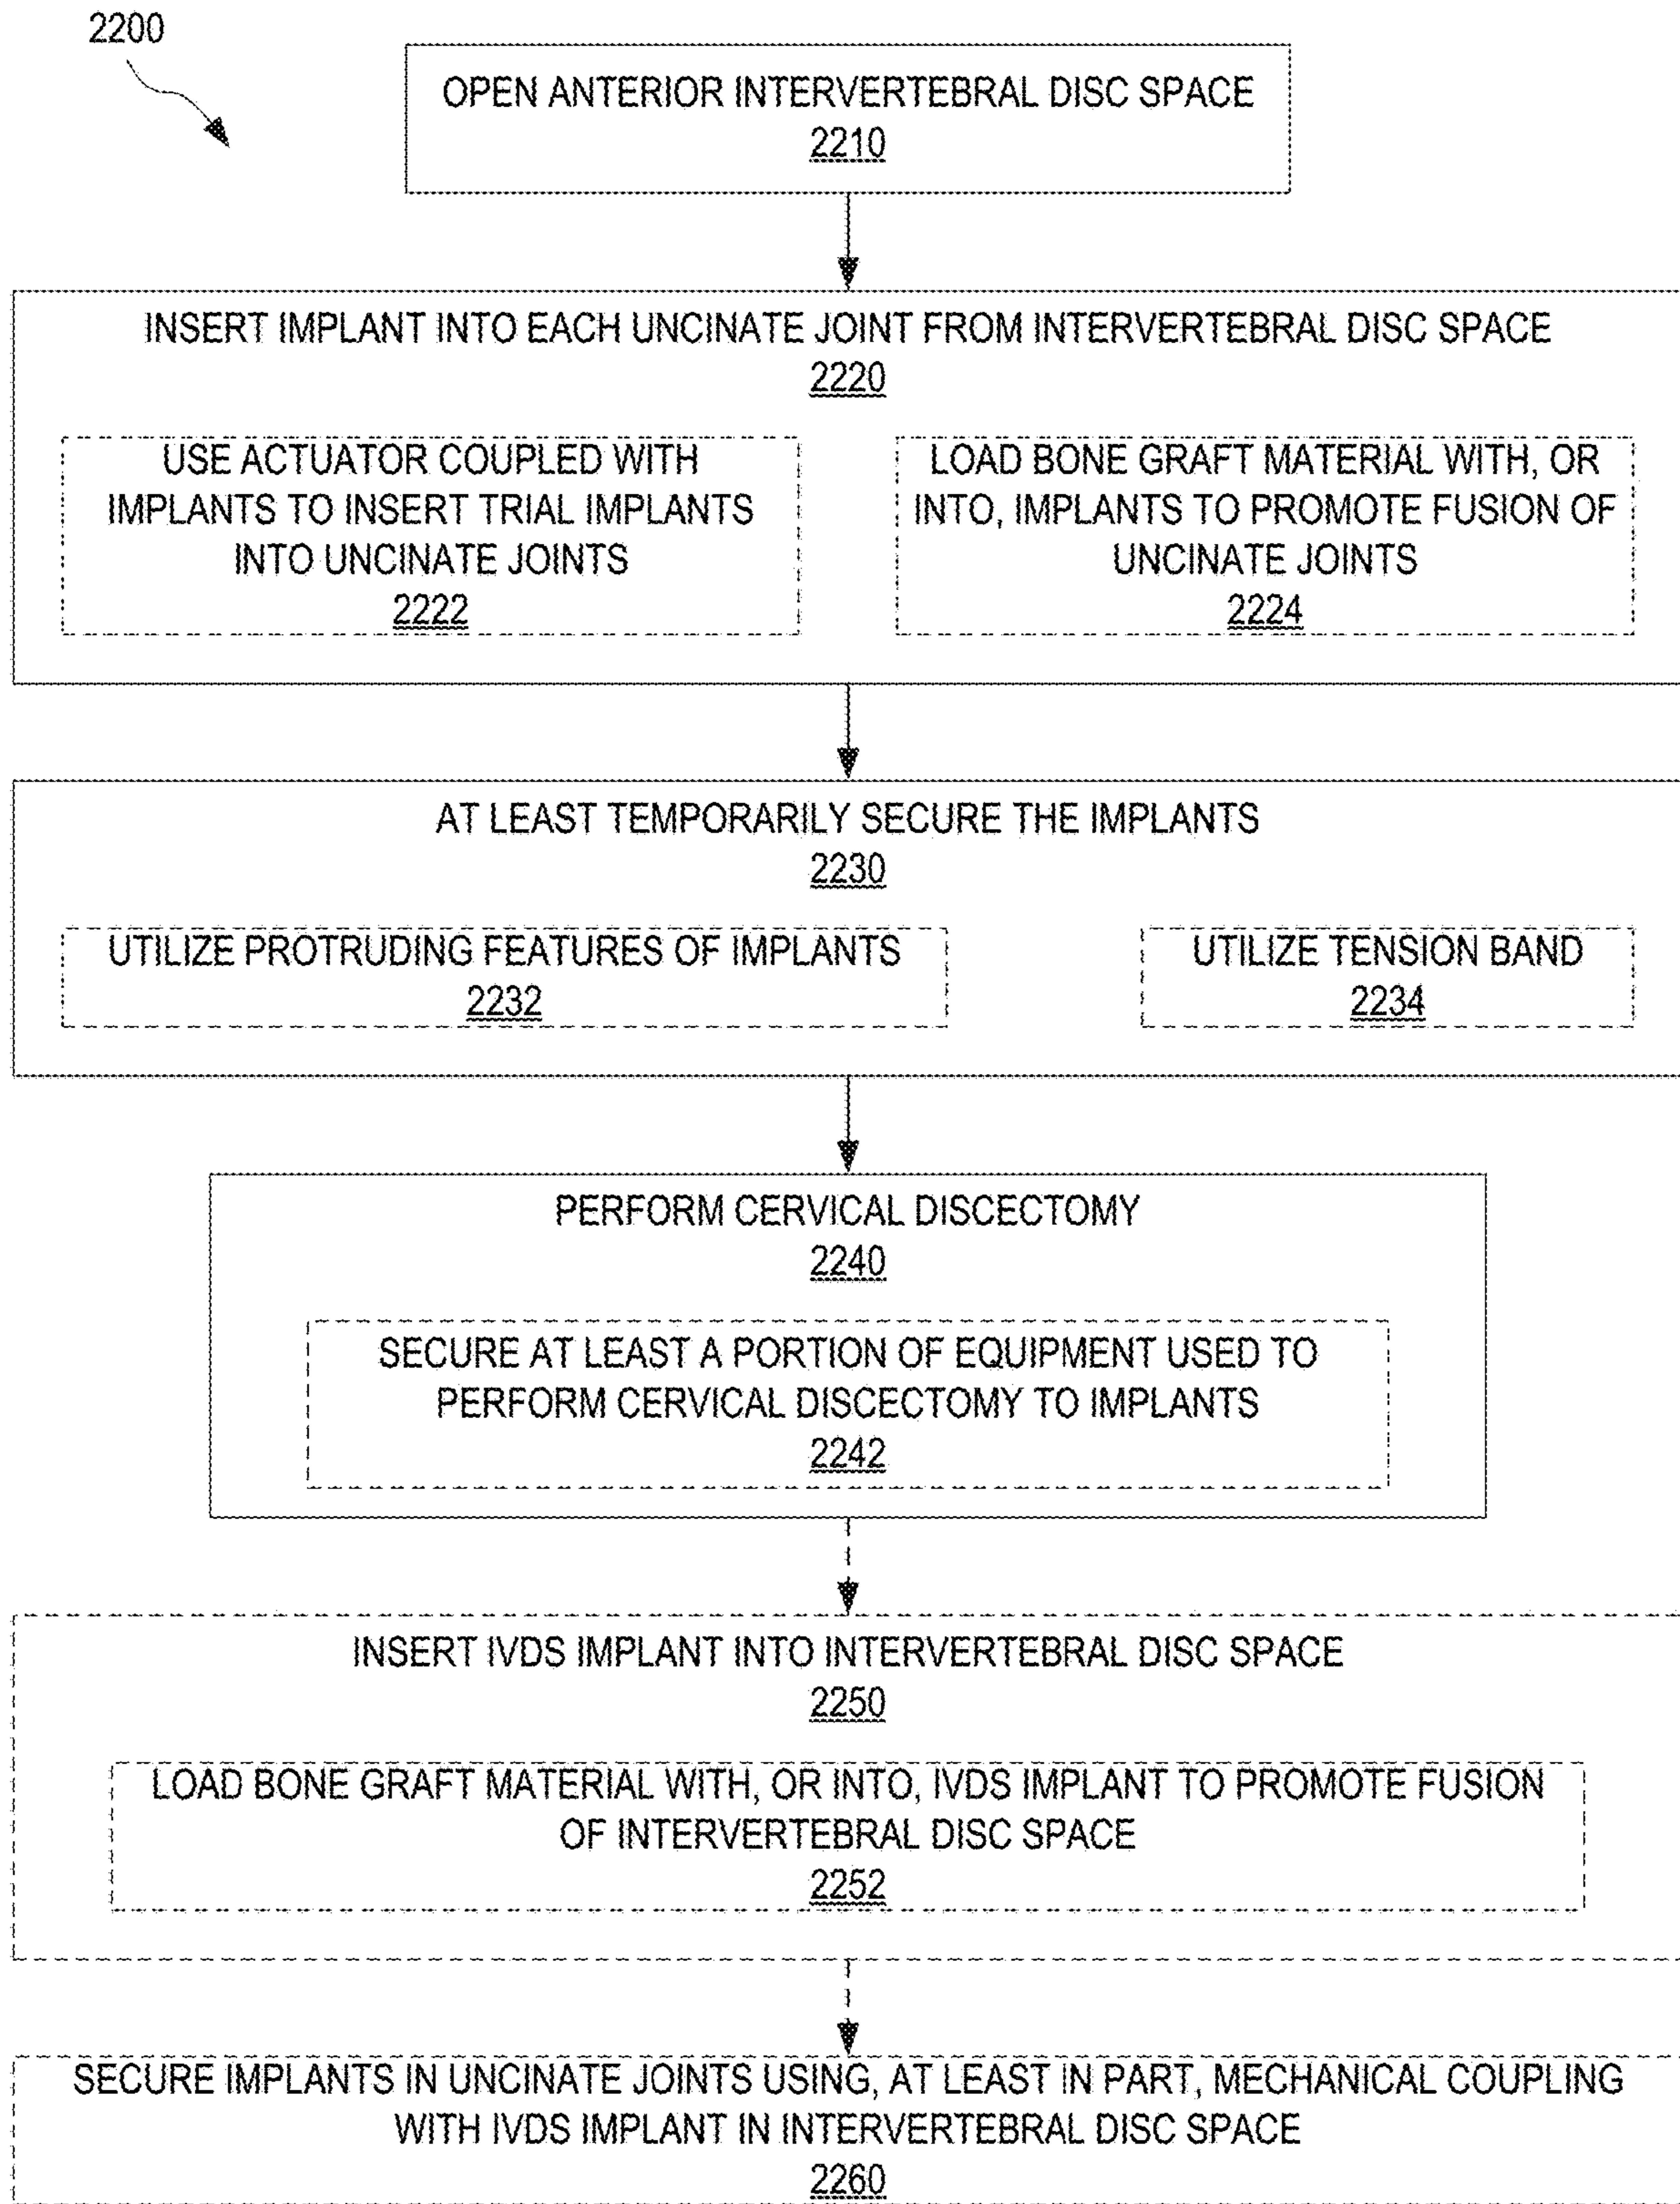 2200
OPEN ANTERIOR INTERVERTEBRAL DISC SPACE
2210
INSERT IMPLANT INTO EACH UNCINATE JOINT FROM INTERVERTEBRAL DISC SPACE
2220
USE ACTUATOR COUPLED WITH
IMPLANTS TO INSERT TRIAL IMPLANTS
INTO UNCINATE JOINTS
2222
LOAD BONE GRAFT MATERIAL WITH, OR
INTO, IMPLANTS TO PROMOTE FUSION OF
UNCINATE JOINTS
2224
AT LEAST TEMPORARILY SECURE THE IMPLANTS
2230
UTILIZE PROTRUDING FEATURES OF IMPLANTS
2232
UTILIZE TENSION BAND
2234
PERFORM CERVICAL DISCECTOMY
2240
SECURE AT LEAST A PORTION OF EQUIPMENT USED TO
PERFORM CERVICAL DISCECTOMY TO IMPLANTS
2242
INSERT IVDS IMPLANT INTO INTERVERTEBRAL DISC SPACE
2250
LOAD BONE GRAFT MATERIAL WITH, OR INTO, IVDS IMPLANT TO PROMOTE FUSION
OF INTERVERTEBRAL DISC SPACE
2252
SECURE IMPLANTS IN UNCINATE JOINTS USING, AT LEAST IN PART, MECHANICAL COUPLING
WITH IVDS IMPLANT IN INTERVERTEBRAL DISC SPACE
2260